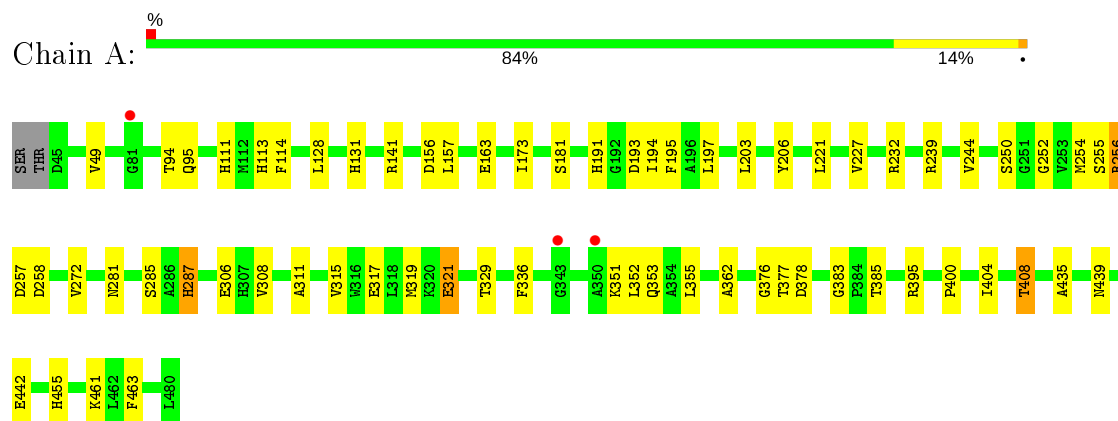 %
Chain A:
84% 14% •
SER THR D45 V49 G81 T94 Q95 H111 M112 H113 F114 L128 H131 R141 D156 L157 E163 I173 S181 H191 G192 D193 I194 F195 A196 L197 L203 Y206 L221 V227 R232 R239 V244 S250 G251 G252 V253 M254 S255 R256
D257 D258 V272 N281 S285 A286 H287 E306 H307 V308 A311 V315 W316 E317 L318 M319 K320 E321 T329 F336 G343 A350 K351 L352 Q353 A354 L355 A362 G376 T377 D378 G383 P384 T385 R395 P400 I404 T408 A435 N439
E442 H455 K461 L462 F463 L480